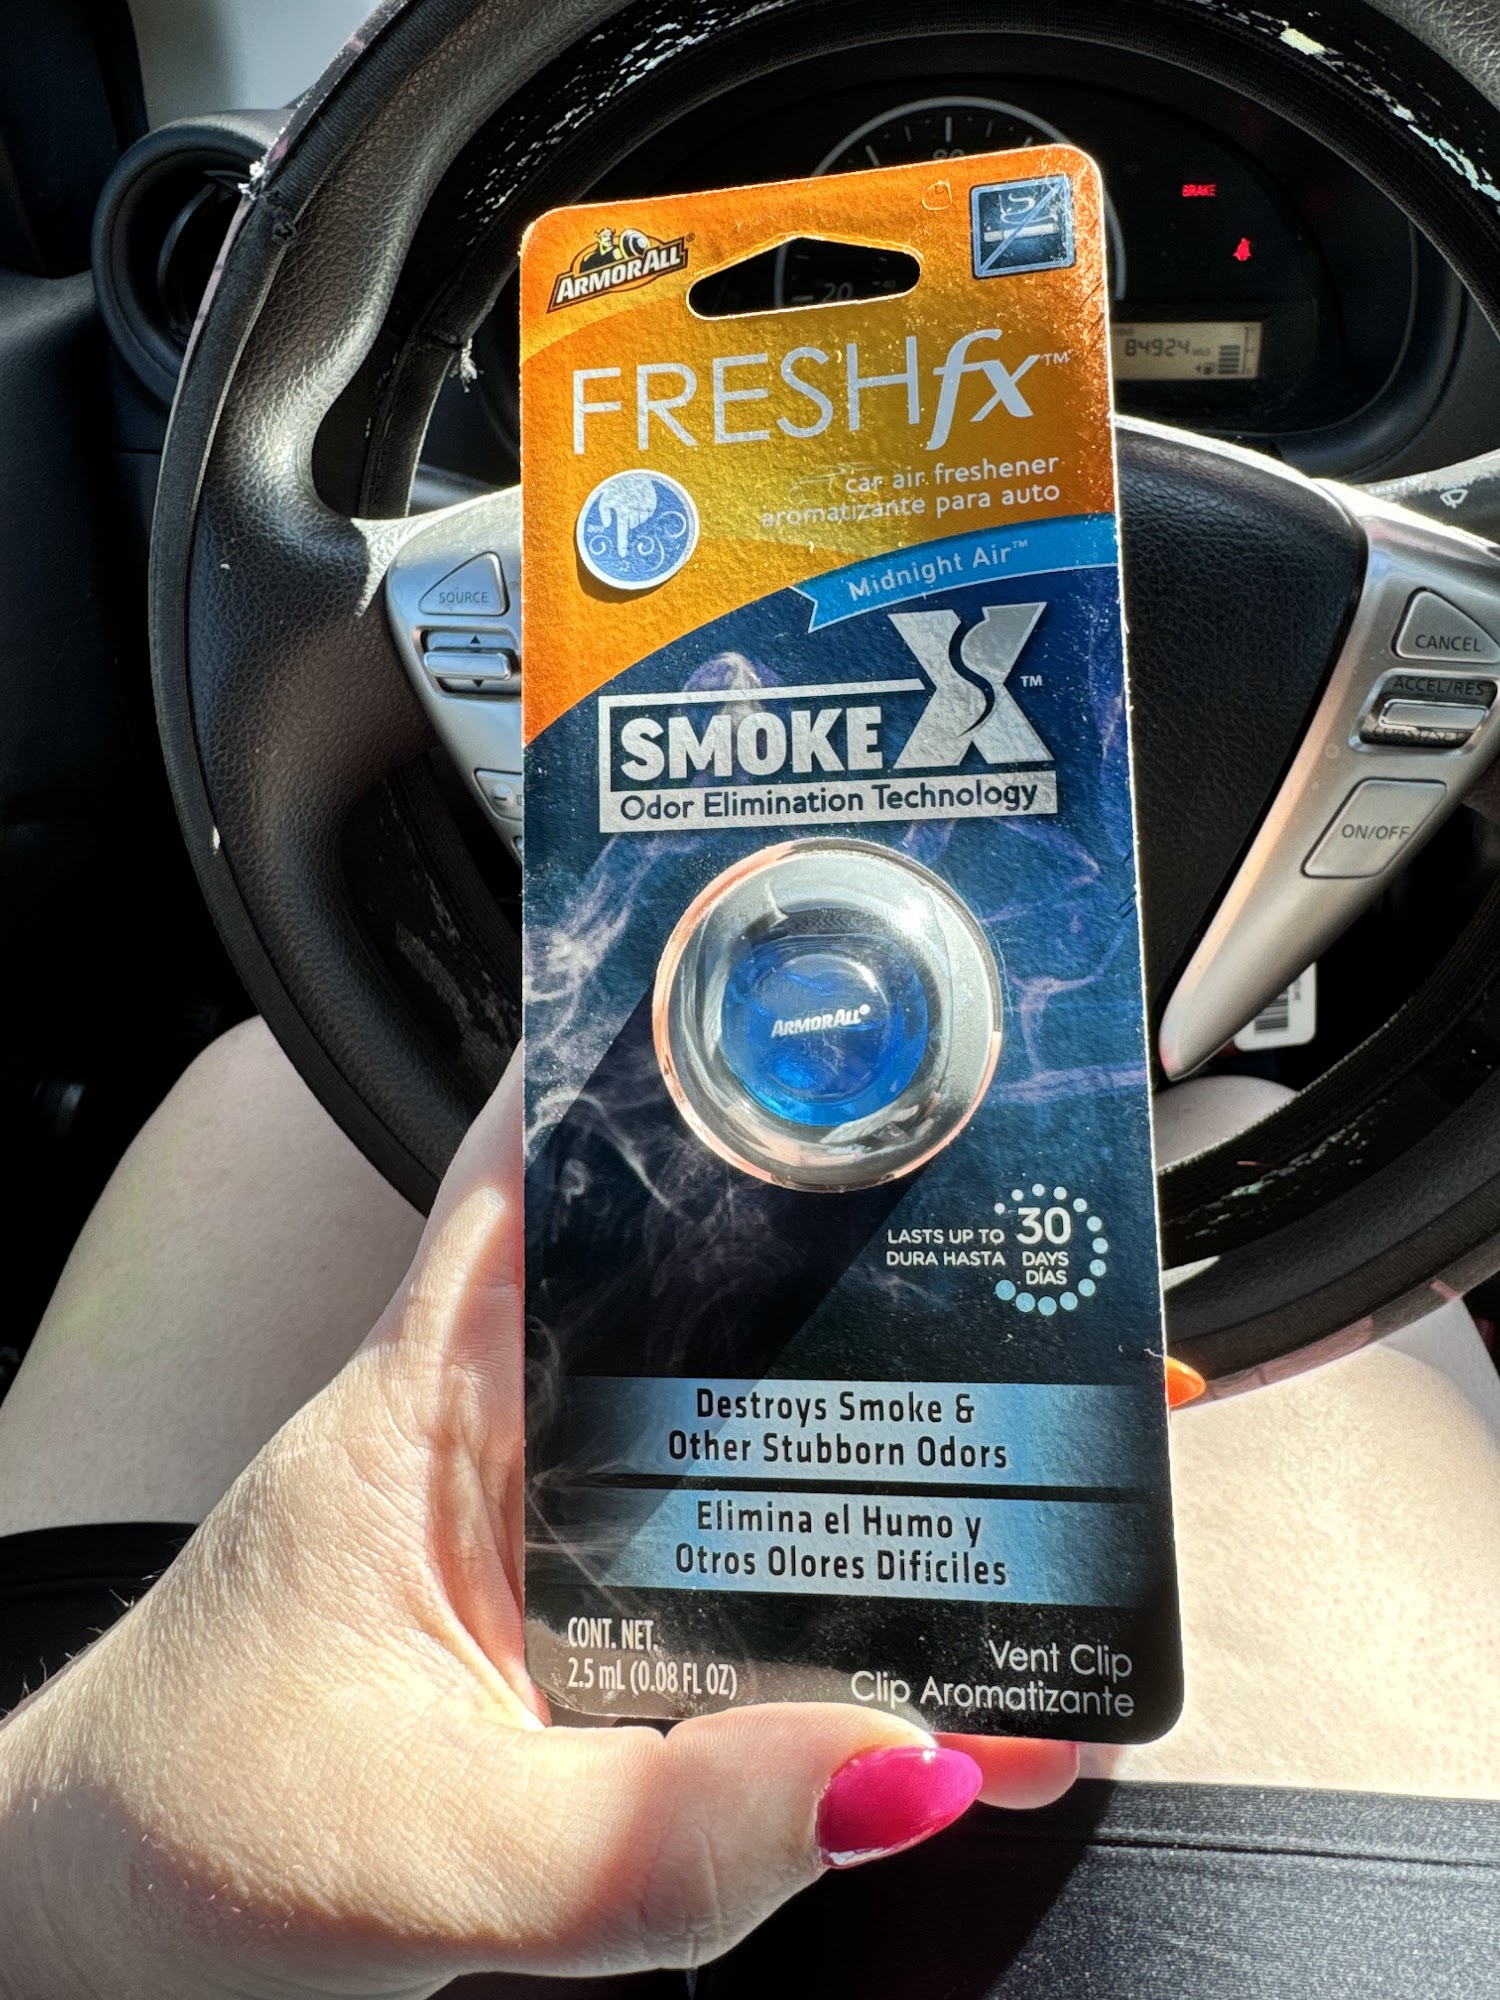 ARMORALL®
FRESHfx™
car air freshener
aromatizante para auto
Midnight Air™
SMOKE X™
Odor Elimination Technology
ARMORALL®
LASTS UP TO 30 DAYS
DURA HASTA DÍAS
Destroys Smoke &
Other Stubborn Odors
Elimina el Humo y
Otros Olores Difíciles
CONT. NET.
2.5 mL (0.08 FL OZ)
Vent Clip
Clip Aromatizante
SOURCE
CANCEL
ACCEL/RES
ON/OFF
BRAKE
84924
80
20